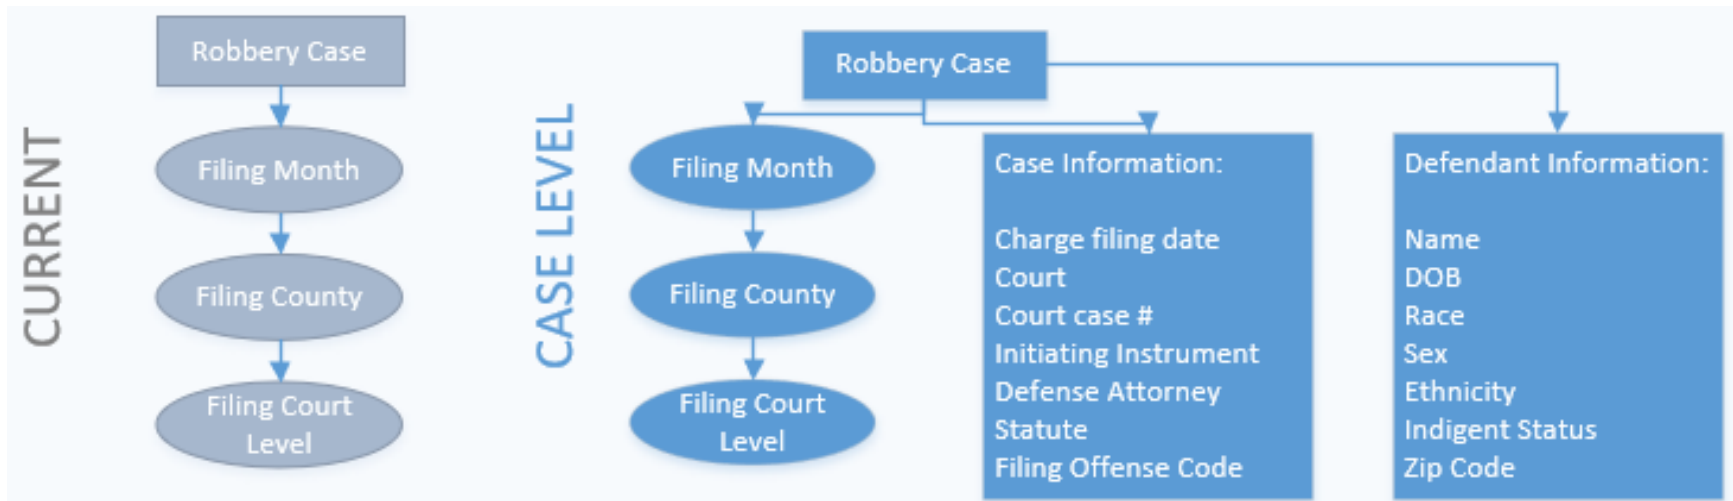 CURRENT
Robbery Case
Filing Month
Filing County
Filing Court
Level
CASE LEVEL
Robbery Case
Filing Month
Filing County
Filing Court
Level
Case Information:
Charge filing date
Court
Court case #
Initiating Instrument
Defense Attorney
Statute
Filing Offense Code
Defendant Information:
Name
DOB
Race
Sex
Ethnicity
Indigent Status
Zip Code